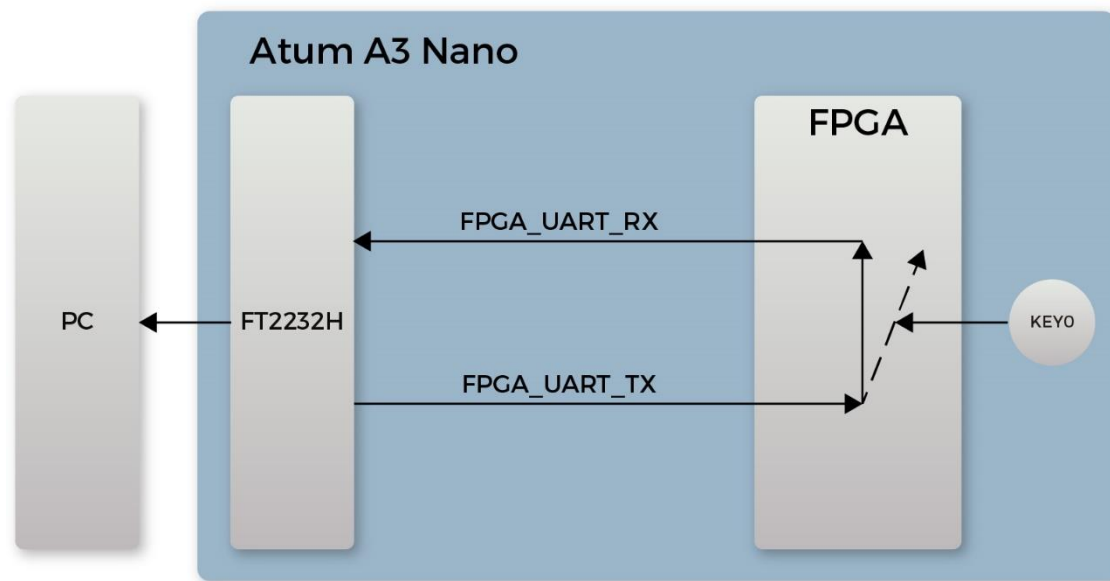 Atum A3 Nano
FPGA
FPGA_UART_RX
PC
FT2232H
KEY0
FPGA_UART_TX